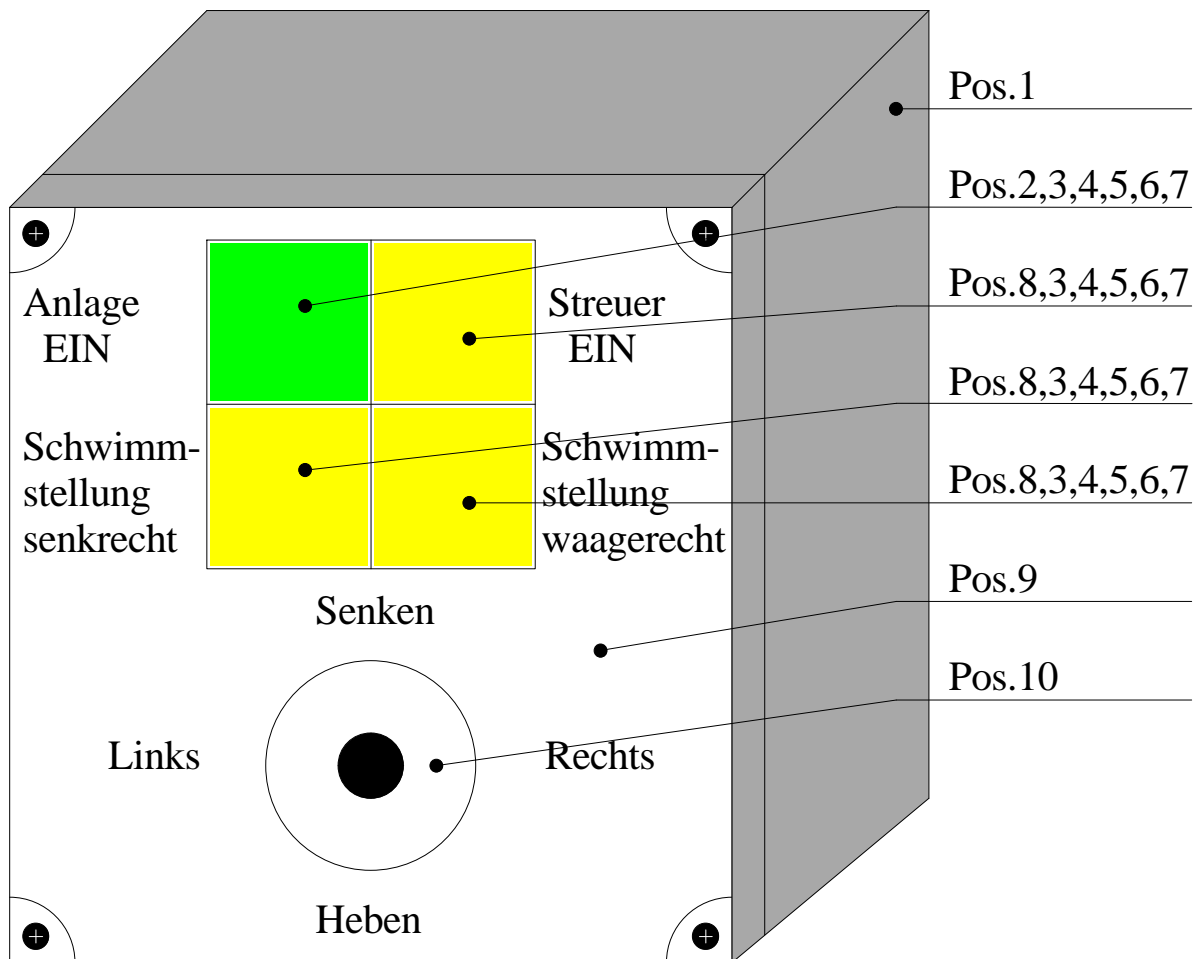 Pos.1
Pos.2,3,4,5,6,7
Pos.8,3,4,5,6,7
Anlage
EIN
Streuer
EIN
Pos.8,3,4,5,6,7
Schwimm-
stellung
senkrecht
Schwimm-
stellung
waagerecht
Pos.8,3,4,5,6,7
Pos.9
Senken
Pos.10
Links
Rechts
Heben